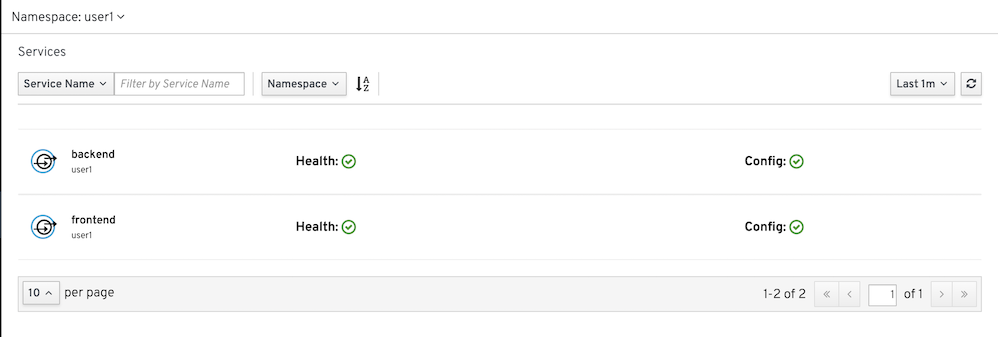 Namespace: user1
Services
Service Name Filter by Service Name Namespace A Z Last 1m
backend
user1
Health: Config:
frontend
user1
Health: Config:
10 per page 1-2 of 2 « ‹ 1 of 1 › »